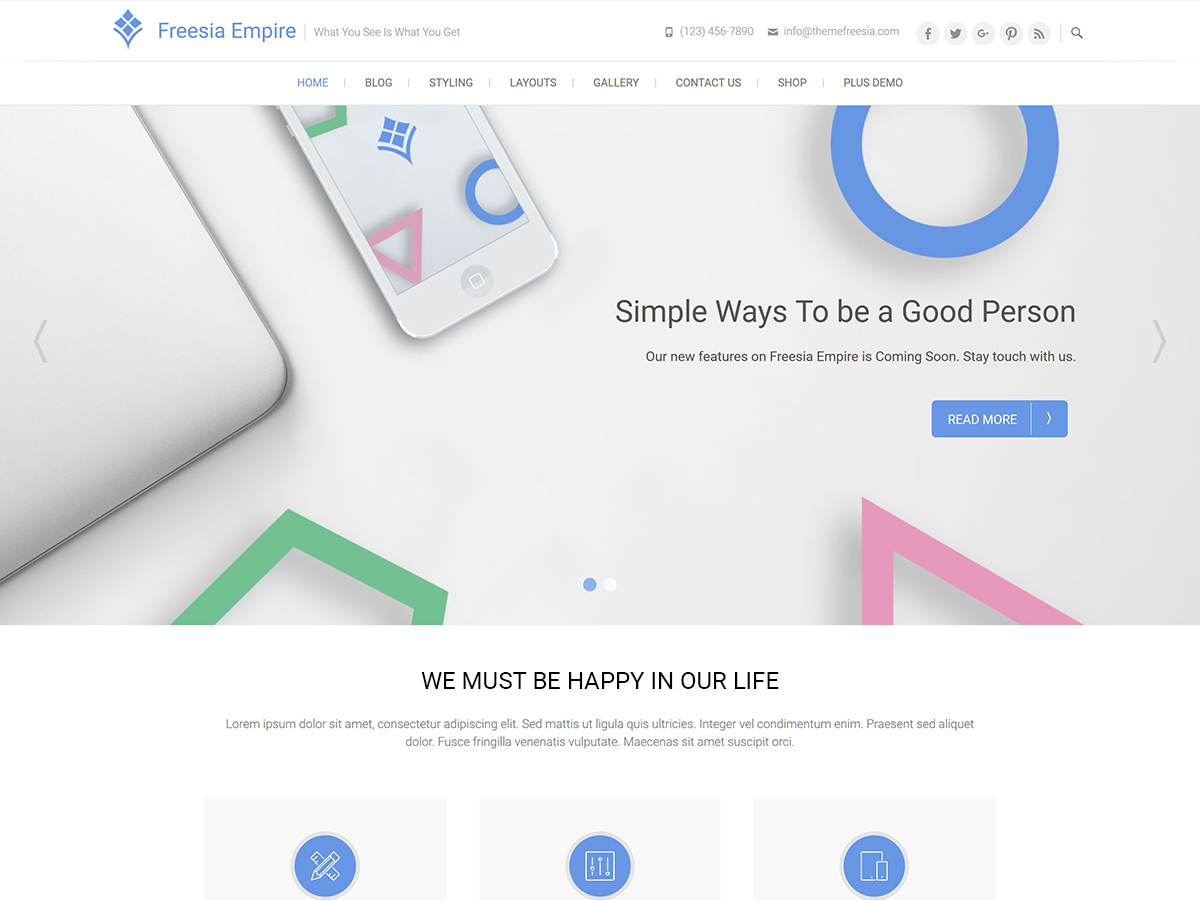 Freesia Empire
What You See Is What You Get
(123) 456-7890
info@themefreesia.com
HOME
BLOG
STYLING
LAYOUTS
GALLERY
CONTACT US
SHOP
PLUS DEMO
Simple Ways To be a Good Person
Our new features on Freesia Empire is Coming Soon. Stay touch with us.
READ MORE
WE MUST BE HAPPY IN OUR LIFE
Lorem ipsum dolor sit amet, consectetur adipiscing elit. Sed mattis ut ligula quis ultricies. Integer vel condimentum enim. Praesent sed aliquet
dolor. Fusce fringilla venenatis vulputate. Maecenas sit amet suscipit orci.